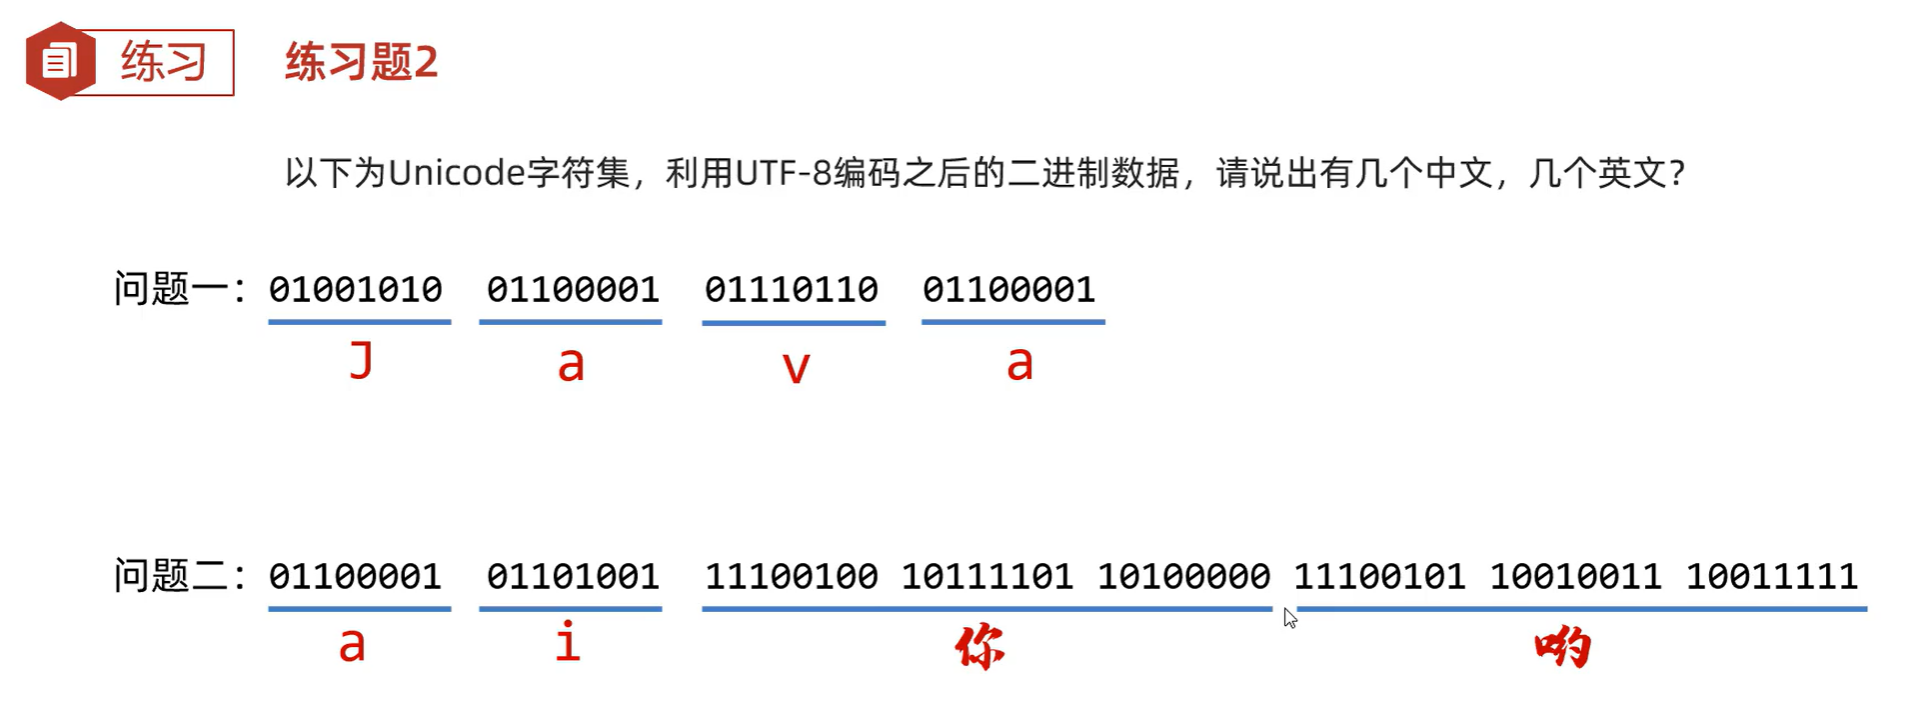 练习 练习题2
以下为Unicode字符集，利用UTF-8编码之后的二进制数据，请说出有几个中文，几个英文？
问题一：01001010 01100001 01110110 01100001
J a v a
问题二：01100001 01101001 11100100 10111101 10100000 11100101 10010011 10011111
a i 你 哟